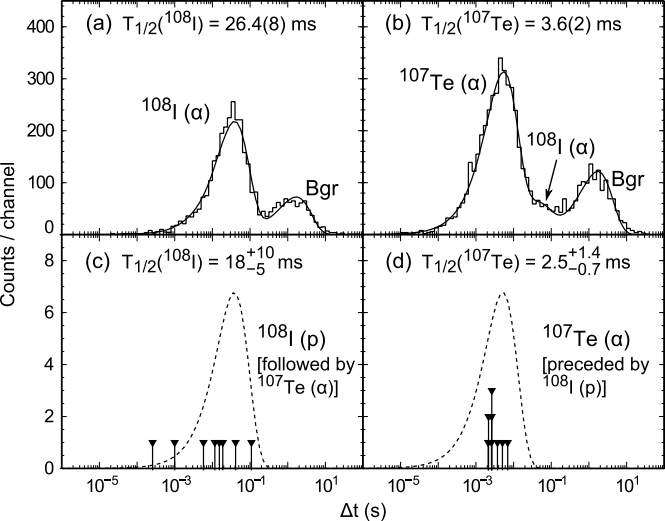 (a) T₁/₂(¹⁰⁸I) = 26.4(8) ms
(b) T₁/₂(¹⁰⁷Te) = 3.6(2) ms
400
300
200
100
0
¹⁰⁸I (α)
Bgr
¹⁰⁷Te (α)
¹⁰⁸I (α)
Bgr
Counts / channel
(c) T₁/₂(¹⁰⁸I) = 18⁺¹⁰₋₅ ms
(d) T₁/₂(¹⁰⁷Te) = 2.5⁺¹·⁴₋₀.₇ ms
8
6
4
2
0
¹⁰⁸I (p)
[followed by
¹⁰⁷Te (α)]
¹⁰⁷Te (α)
[preceded by
¹⁰⁸I (p)]
10⁻⁵ 10⁻³ 10⁻¹ 10¹
10⁻⁵ 10⁻³ 10⁻¹ 10¹
Δt (s)